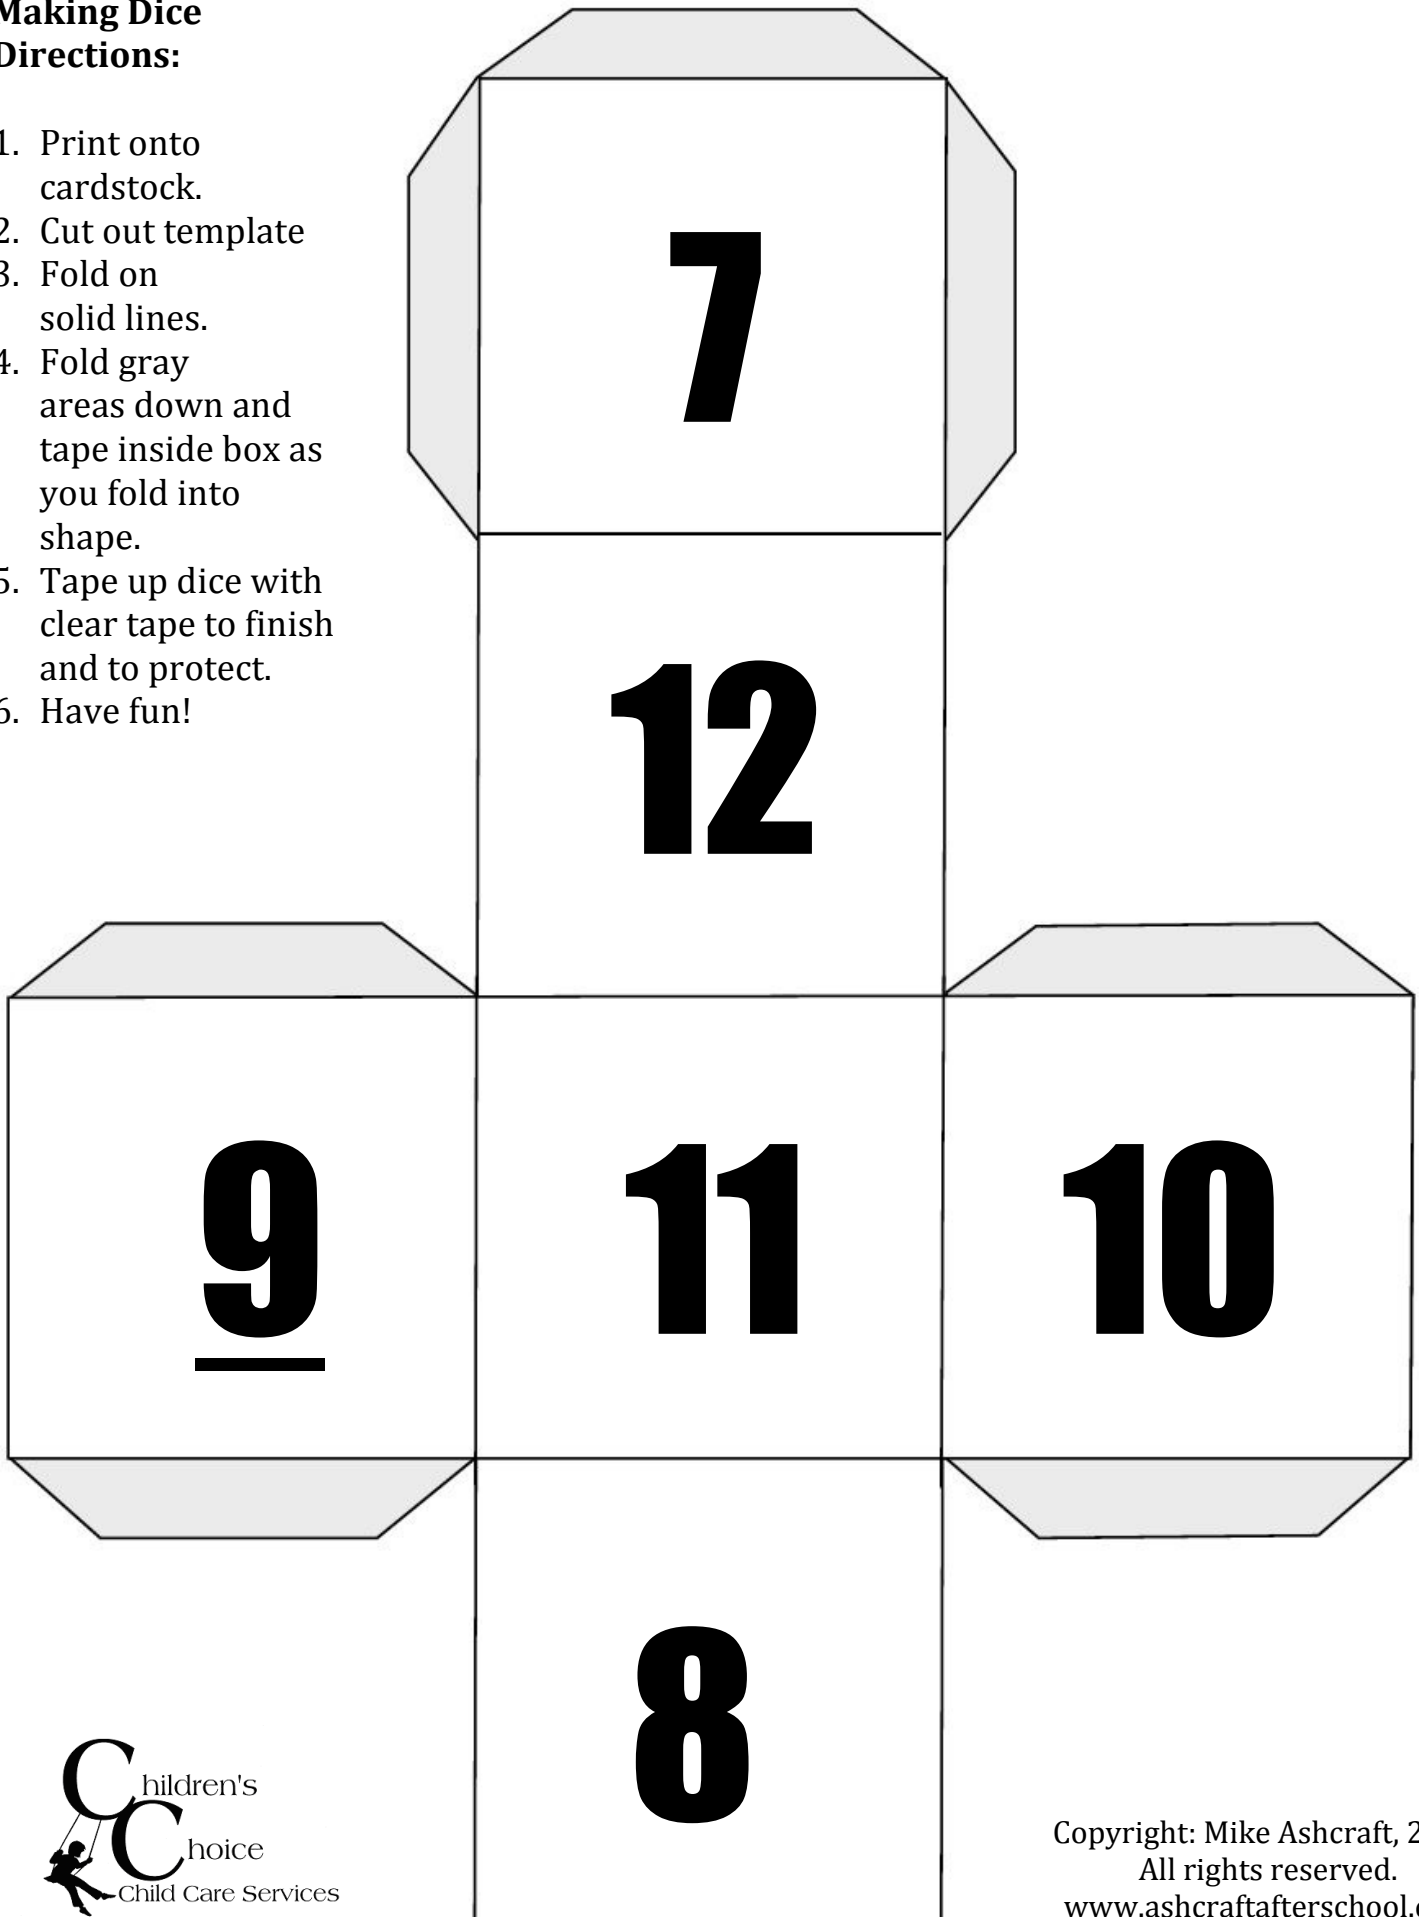 Making Dice
Directions:
1. Print onto
cardstock.
2. Cut out template
3. Fold on
solid lines.
4. Fold gray
areas down and
tape inside box as
you fold into
shape.
5. Tape up dice with
clear tape to finish
and to protect.
6. Have fun!
7
12
9
11
10
8
Children's
Choice
Child Care Services
Copyright: Mike Ashcraft,
All rights reserved.